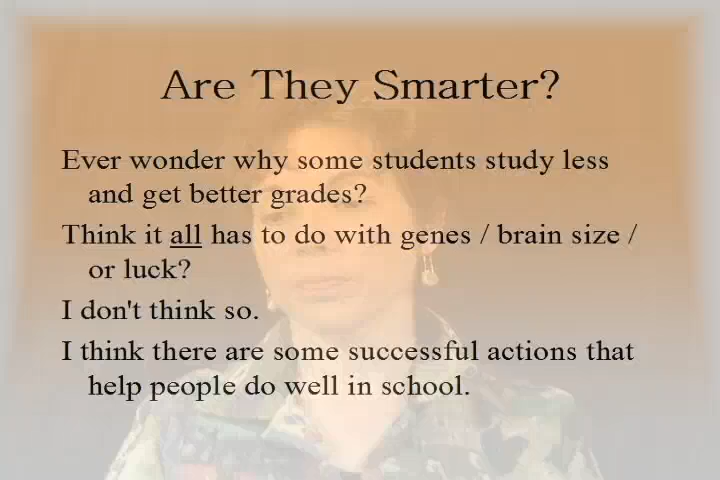 Are They Smarter?
Ever wonder why some students study less
and get better grades?
Think it all has to do with genes / brain size /
or luck?
I don't think so.
I think there are some successful actions that
help people do well in school.